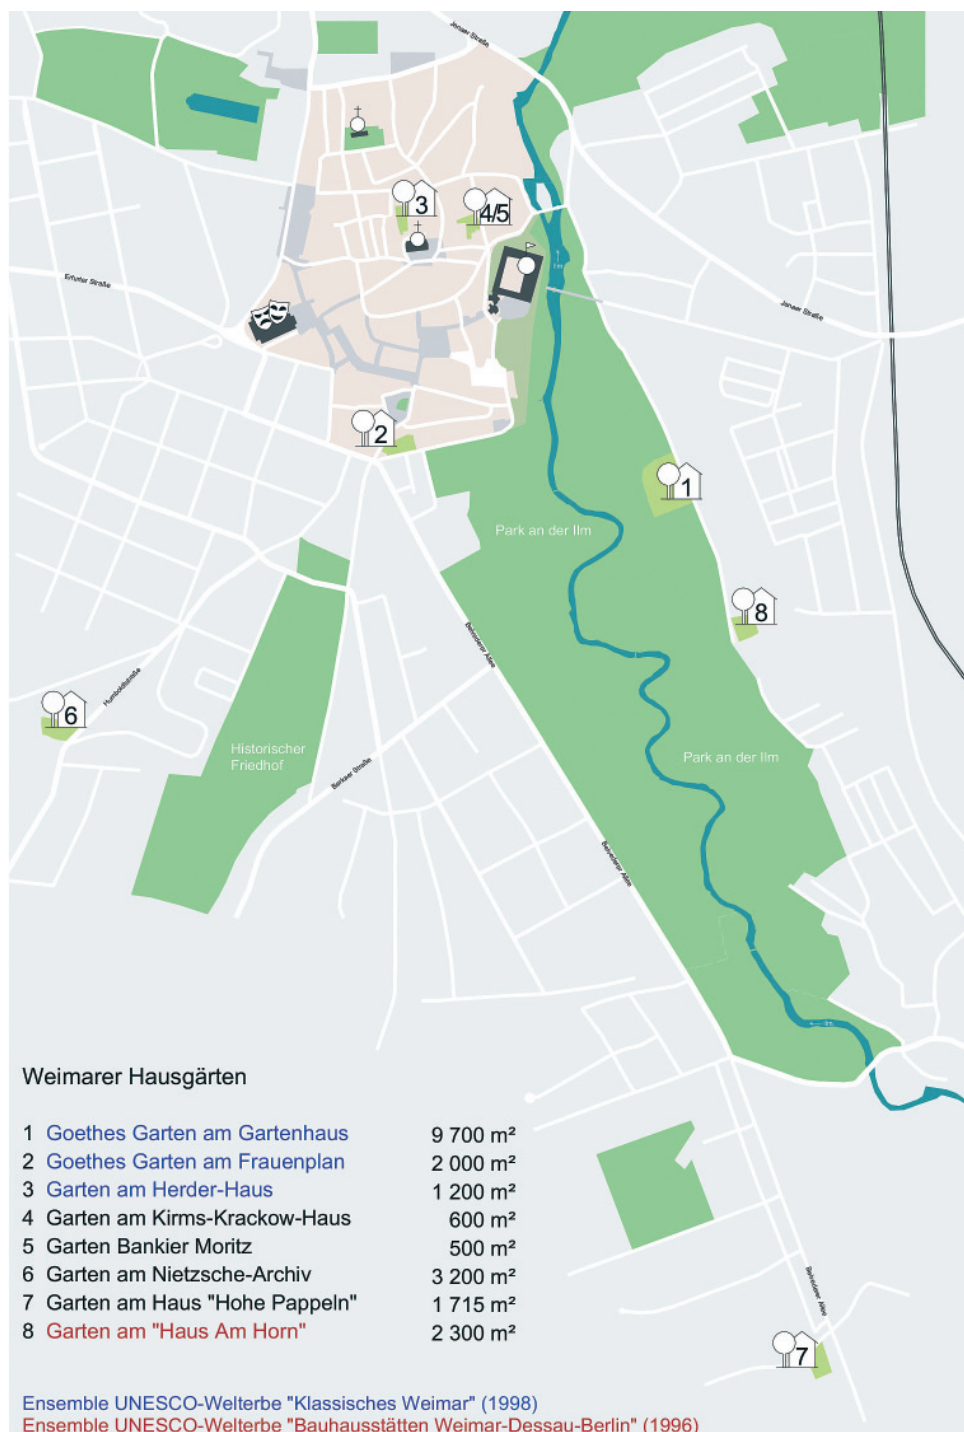 Jenaer Straße
3
4/5
Ilm
Erfurter Straße
Jenaer Straße
2
1
Park an der Ilm
8
Belvederer Allee
Humboldtstraße
6
Historischer
Friedhof
Berkaer Straße
Park an der Ilm
Belvederer Allee
Ilm
Weimarer Hausgärten
1 Goethes Garten am Gartenhaus 9 700 m²
2 Goethes Garten am Frauenplan 2 000 m²
3 Garten am Herder-Haus 1 200 m²
4 Garten am Kirms-Krackow-Haus 600 m²
5 Garten Bankier Moritz 500 m²
6 Garten am Nietzsche-Archiv 3 200 m²
7 Garten am Haus "Hohe Pappeln" 1 715 m²
8 Garten am "Haus Am Horn" 2 300 m²
Belvederer Allee
7
Ensemble UNESCO-Welterbe "Klassisches Weimar" (1998)
Ensemble UNESCO-Welterbe "Bauhausstätten Weimar-Dessau-Berlin" (1996)